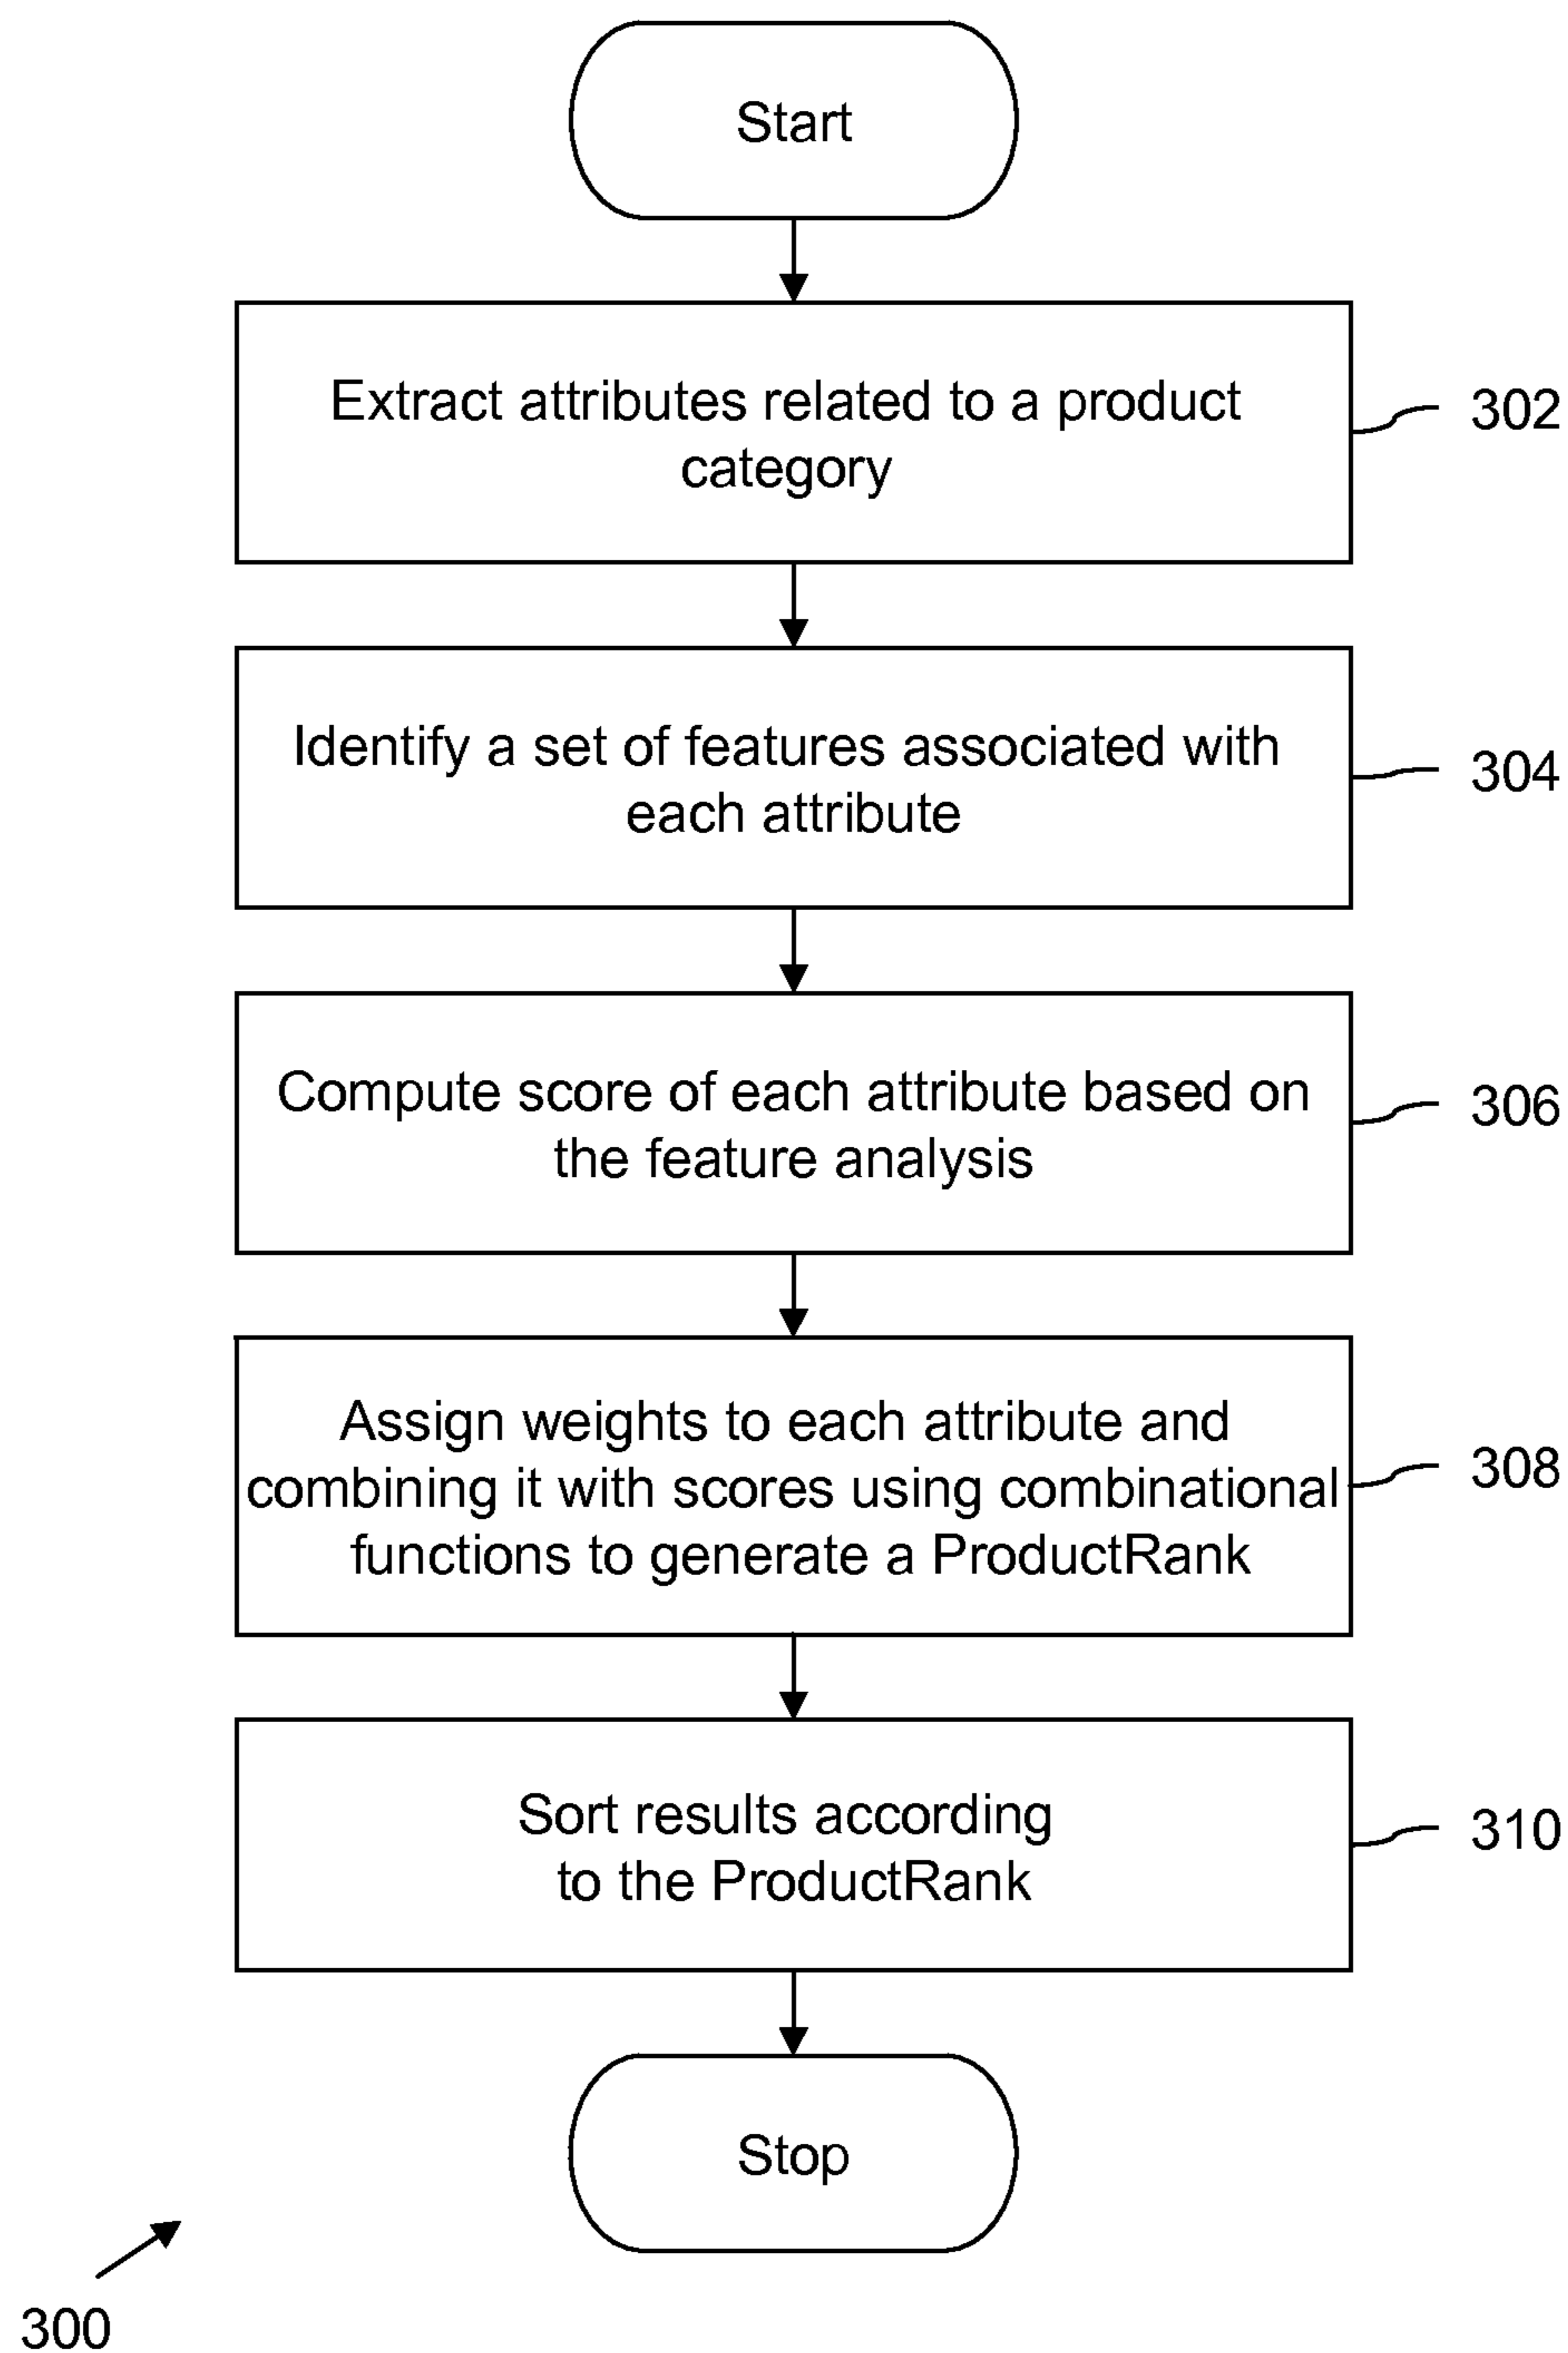 Start
Extract attributes related to a product
category
302
Identify a set of features associated with
each attribute
304
Compute score of each attribute based on
the feature analysis
306
Assign weights to each attribute and
combining it with scores using combinational
functions to generate a ProductRank
308
Sort results according
to the ProductRank
310
Stop
300